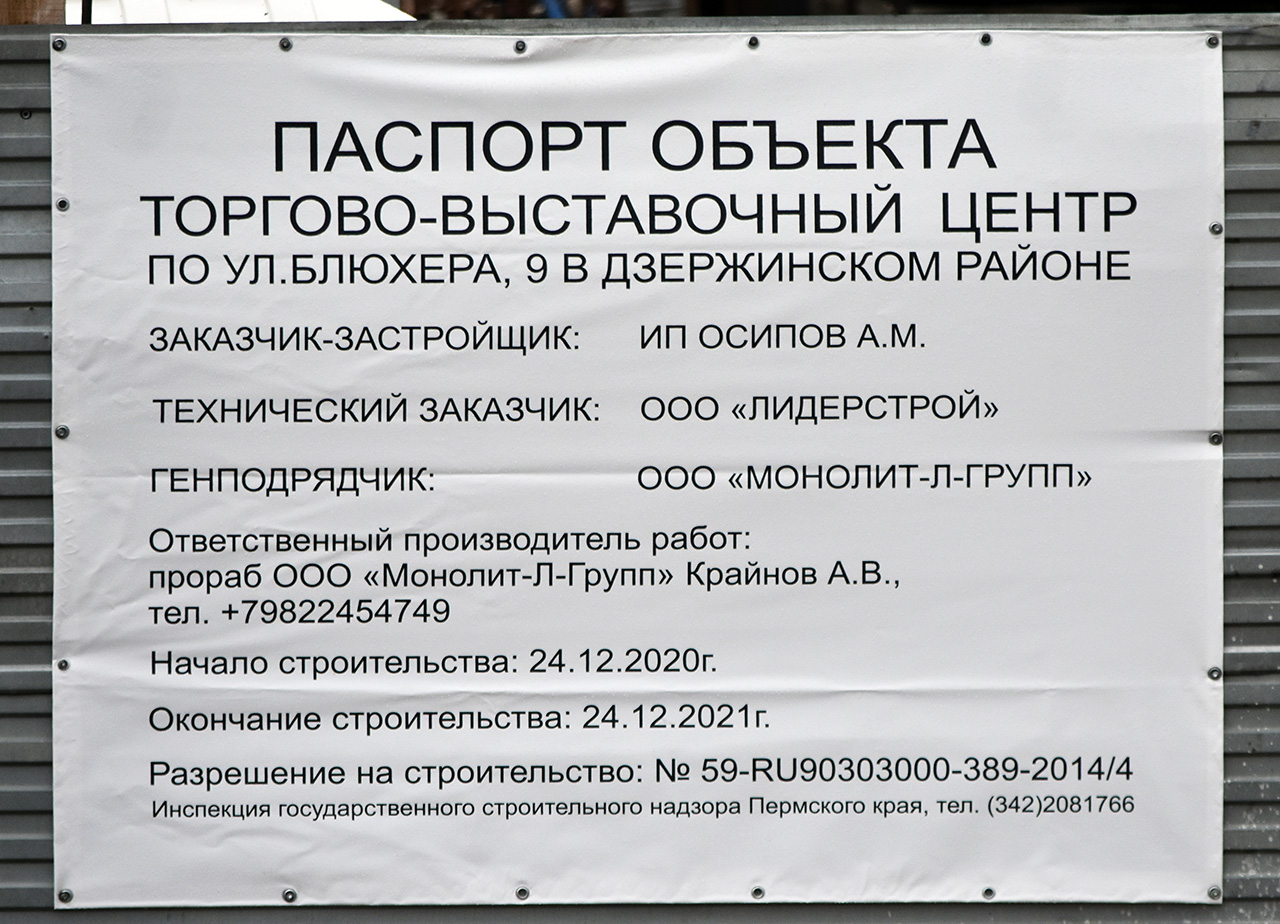 ПАСПОРТ ОБЪЕКТА
ТОРГОВО-ВЫСТАВОЧНЫЙ ЦЕНТР
ПО УЛ.БЛЮХЕРА, 9 В ДЗЕРЖИНСКОМ РАЙОНЕ
ЗАКАЗЧИК-ЗАСТРОЙЩИК: ИП ОСИПОВ А.М.
ТЕХНИЧЕСКИЙ ЗАКАЗЧИК: ООО «ЛИДЕРСТРОЙ»
ГЕНПОДРЯДЧИК: ООО «МОНОЛИТ-Л-ГРУПП»
Ответственный производитель работ:
прораб ООО «Монолит-Л-Групп» Крайнов А.В.,
тел. +79822454749
Начало строительства: 24.12.2020г.
Окончание строительства: 24.12.2021г.
Разрешение на строительство: № 59-RU90303000-389-2014/4
Инспекция государственного строительного надзора Пермского края, тел. (342)2081766